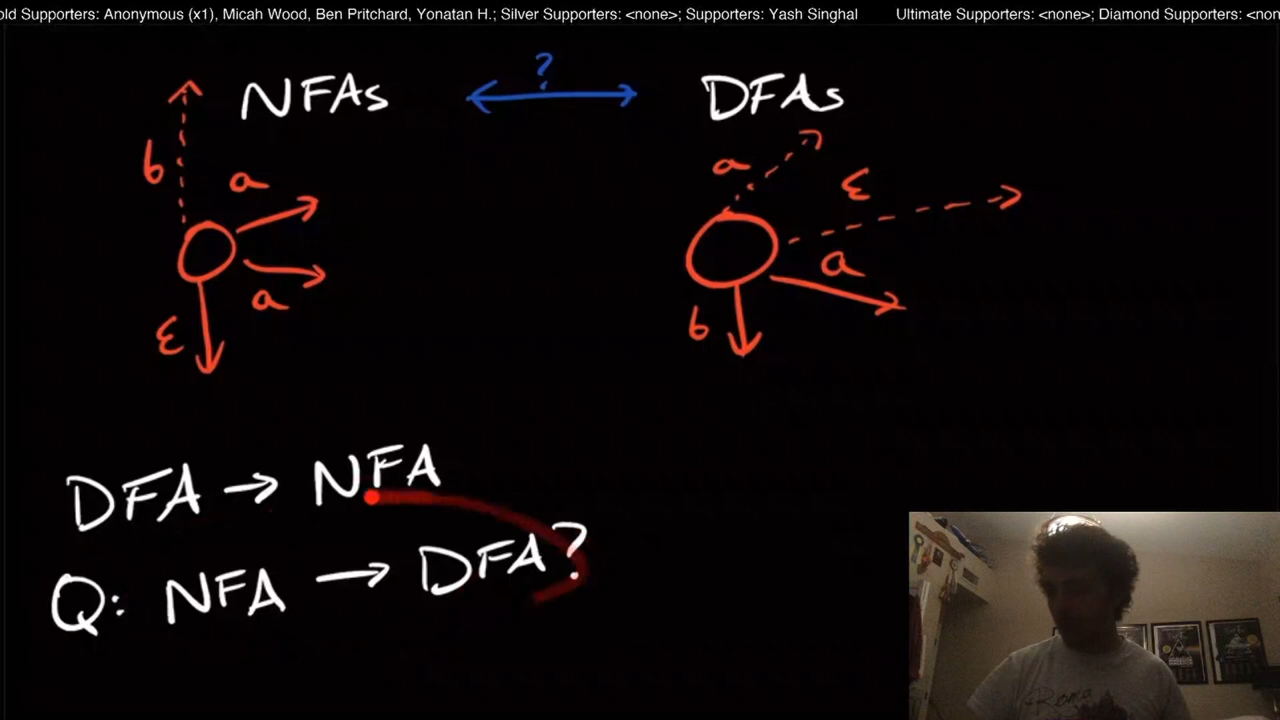 old Supporters: Anonymous (x1), Micah Wood, Ben Pritchard, Yonatan H.; Silver Supporters: <none>; Supporters: Yash Singhal Ultimate Supporters: <none>; Diamond Supporters: <non
?
NFAs DFAs
b a a ε
a a
ε b
DFA → NFA
Q: NFA → DFA?